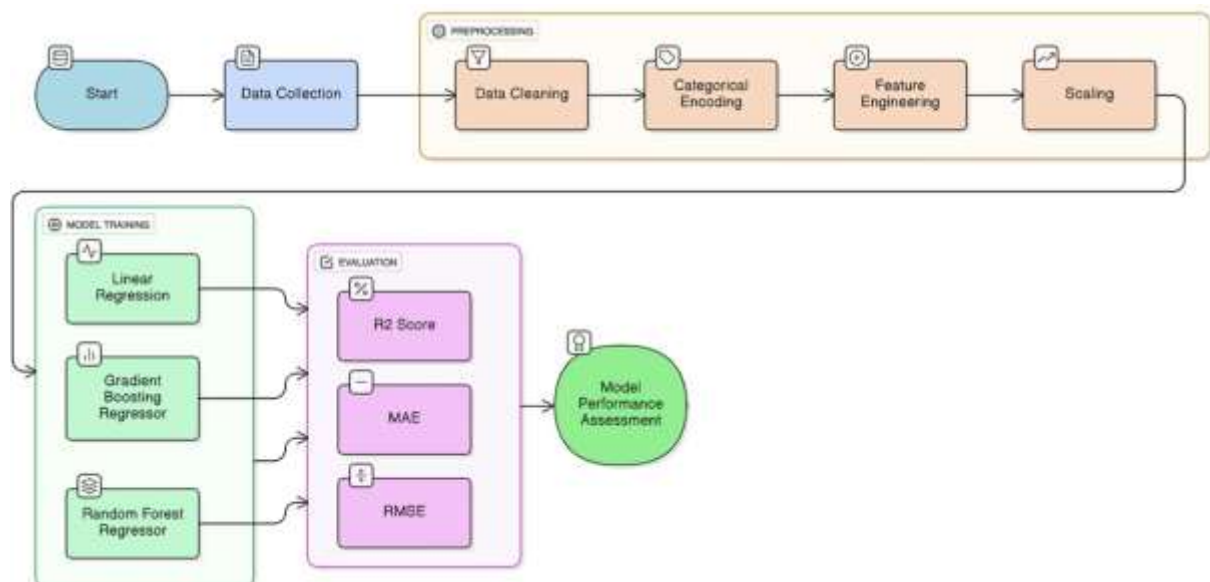 PREPROCESSING
Start
Data Collection
Data Cleaning
Categorical
Encoding
Feature
Engineering
Scaling
MODEL TRAINING
Linear
Regression
Gradient
Boosting
Regressor
Random Forest
Regressor
EVALUATION
R2 Score
MAE
RMSE
Model
Performance
Assessment